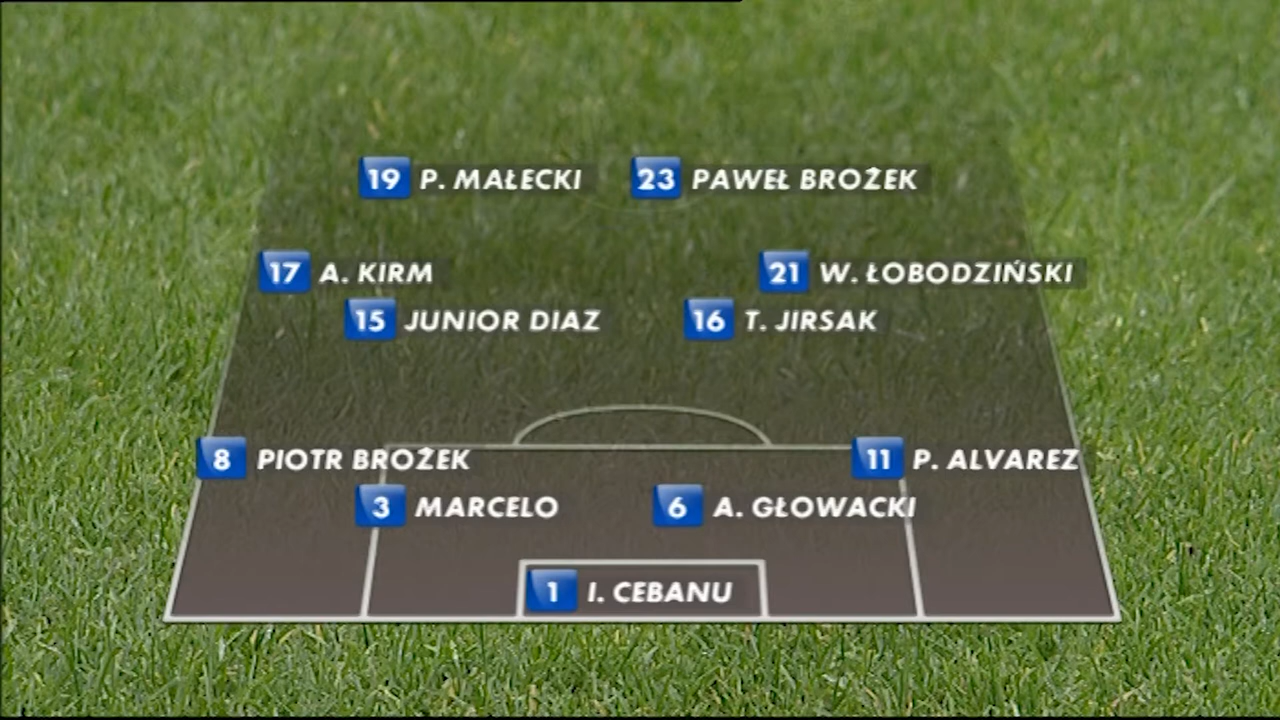 19 P. MAŁECKI 23 PAWEŁ BROŻEK
17 A. KIRM 21 W. ŁOBODZIŃSKI
15 JUNIOR DIAZ 16 T. JIRSAK
8 PIOTR BROŻEK 11 P. ALVAREZ
3 MARCELO 6 A. GŁOWACKI
1 I. CEBANU